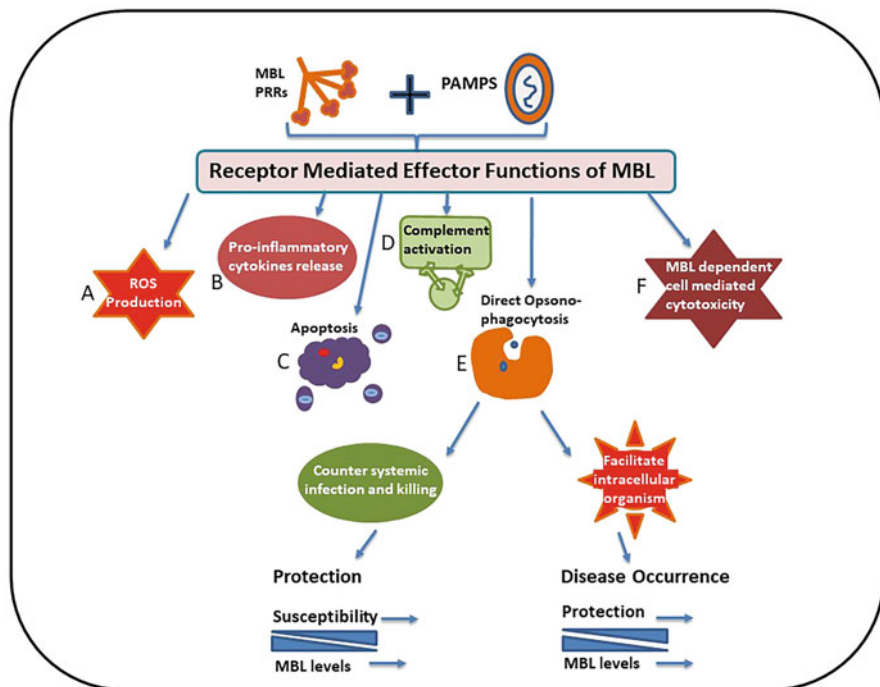 MBL
PRRs
PAMPS
Receptor Mediated Effector Functions of MBL
A
ROS
Production
B
Pro-inflammatory
cytokines release
D
Complement
activation
F
MBL dependent
cell mediated
cytotoxicity
C
Apoptosis
E
Direct Opsono-
phagocytosis
Counter systemic
infection and killing
Facilitate
intracellular
organism
Protection
Susceptibility
MBL levels
Disease Occurrence
Protection
MBL levels